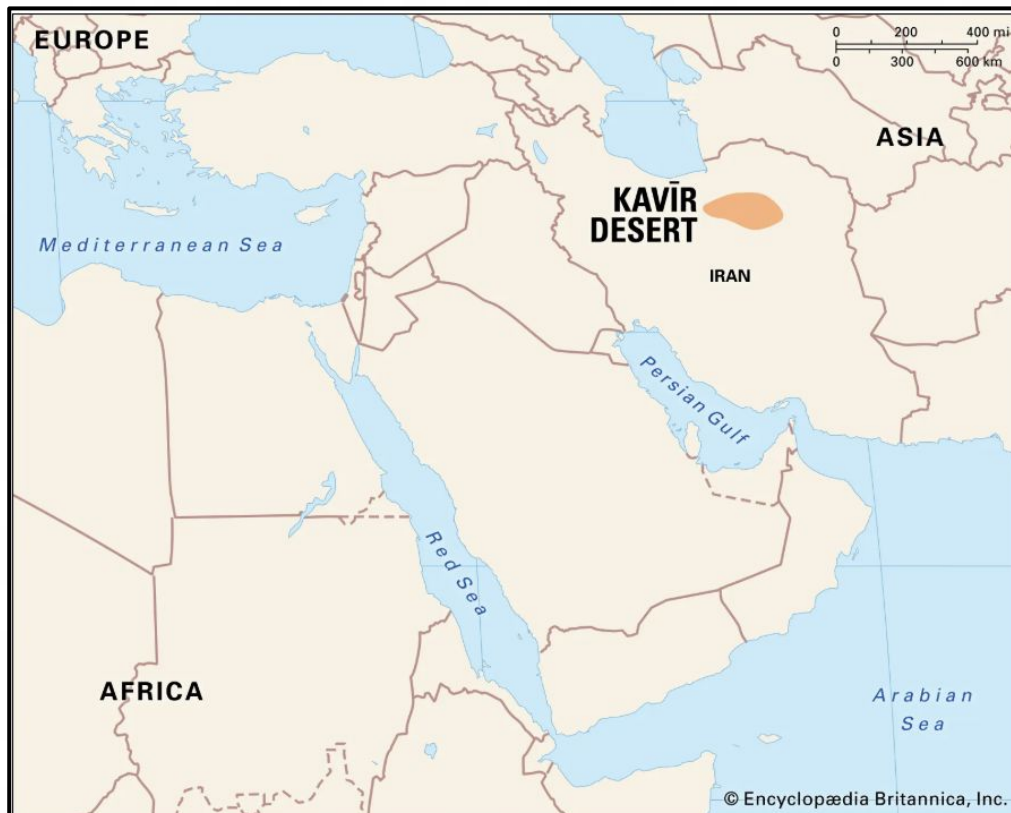 EUROPE
0 200 400 mi
0 300 600 km
ASIA
KAVĪR
DESERT
Mediterranean Sea
IRAN
Persian Gulf
Red Sea
AFRICA
Arabian
Sea
© Encyclopædia Britannica, Inc.